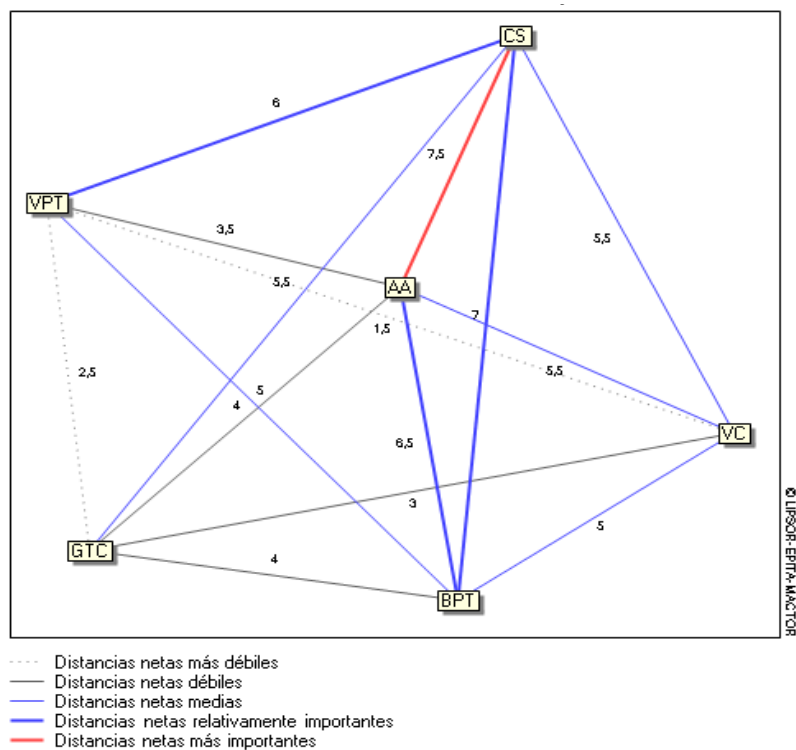 CS
6
7,5
VPT
3,5
5,5
5,5
AA
7
1,5
2,5
5,5
5
4
VC
6,5
3
5
GTC
4
BPT
© LIPSOR-EPITA-MACTOR
Distancias netas más débiles
Distancias netas débiles
Distancias netas medias
Distancias netas relativamente importantes
Distancias netas más importantes